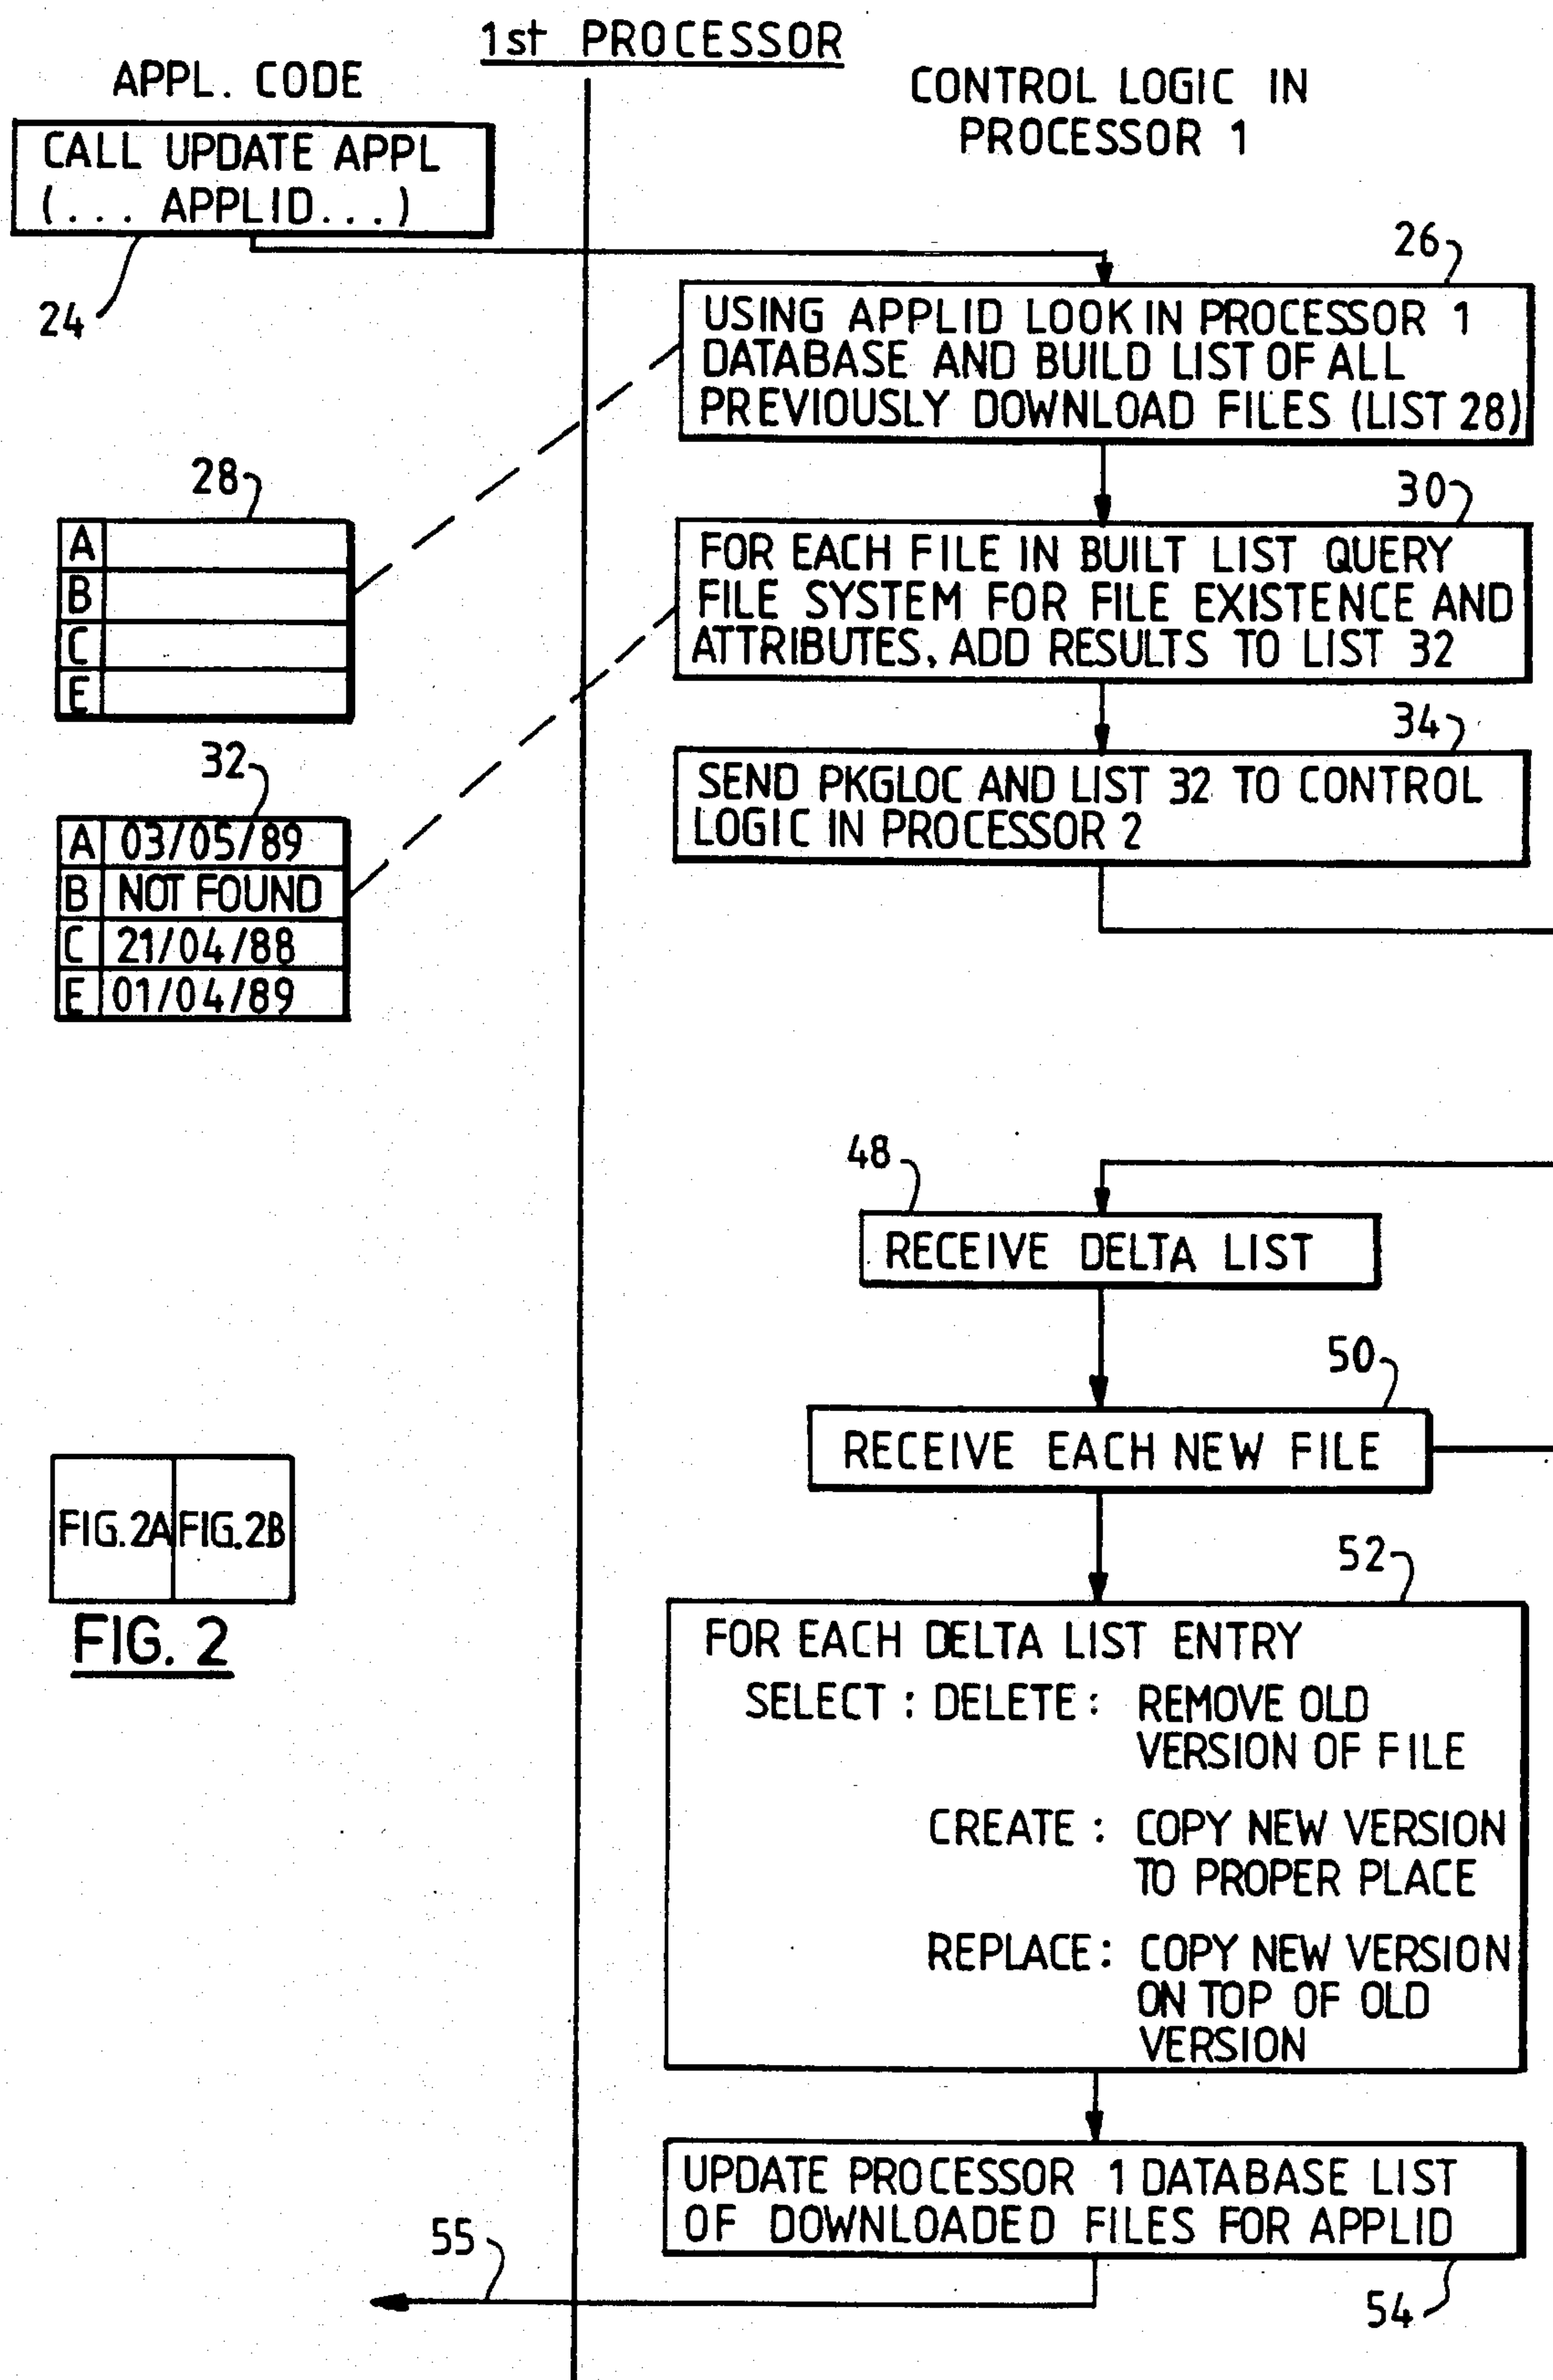 1st PROCESSOR
APPL. CODE
CONTROL LOGIC IN
PROCESSOR 1
CALL UPDATE APPL
(... APPLID...)
24
26
USING APPLID LOOK IN PROCESSOR 1
DATABASE AND BUILD LIST OF ALL
PREVIOUSLY DOWNLOAD FILES (LIST 28)
28
A
B
C
E
30
FOR EACH FILE IN BUILT LIST QUERY
FILE SYSTEM FOR FILE EXISTENCE AND
ATTRIBUTES, ADD RESULTS TO LIST 32
32
A 03/05/89
B NOT FOUND
C 21/04/88
E 01/04/89
34
SEND PKGLOC AND LIST 32 TO CONTROL
LOGIC IN PROCESSOR 2
48
RECEIVE DELTA LIST
50
RECEIVE EACH NEW FILE
FIG. 2A FIG. 2B
FIG. 2
52
FOR EACH DELTA LIST ENTRY
SELECT : DELETE : REMOVE OLD
VERSION OF FILE
CREATE : COPY NEW VERSION
TO PROPER PLACE
REPLACE : COPY NEW VERSION
ON TOP OF OLD
VERSION
UPDATE PROCESSOR 1 DATABASE LIST
OF DOWNLOADED FILES FOR APPLID
55
54